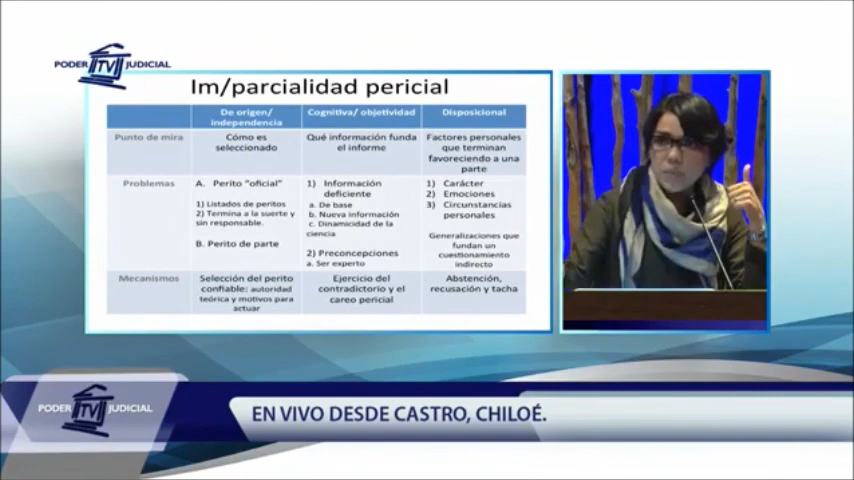 PODER TV JUDICIAL
Im/parcialidad pericial
De origen/
independencia
Cognitiva/ objetividad
Disposicional
Punto de mira
Cómo es
seleccionado
Qué información funda
el informe
Factores personales
que terminan
favoreciendo a una
parte
Problemas
A. Perito "oficial"
1) Listados de peritos
2) Termina a la suerte y
sin responsable.
B. Perito de parte
1) Información
deficiente
a. De base
b. Nueva información
c. Dinamicidad de la
ciencia
2) Preconcepciones
a. Ser experto
1) Carácter
2) Emociones
3) Circunstancias
personales
Generalizaciones que
fundan un
cuestionamiento
indirecto
Mecanismos
Selección del perito
confiable: autoridad
teórica y motivos para
actuar
Ejercicio del
contradictorio y el
careo pericial
Abstención,
recusación y tacha
PODER TV JUDICIAL
EN VIVO DESDE CASTRO, CHILOÉ.